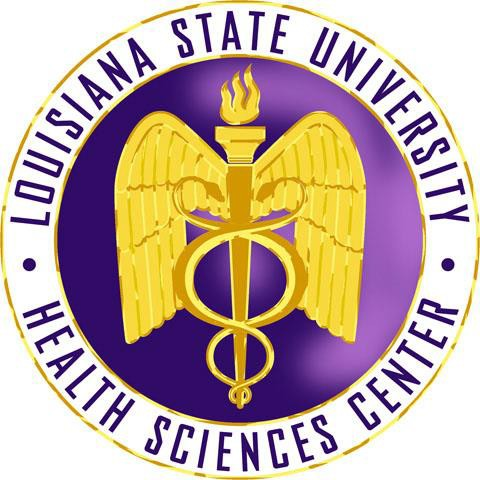 LOUISIANA STATE UNIVERSITY
HEALTH SCIENCES CENTER